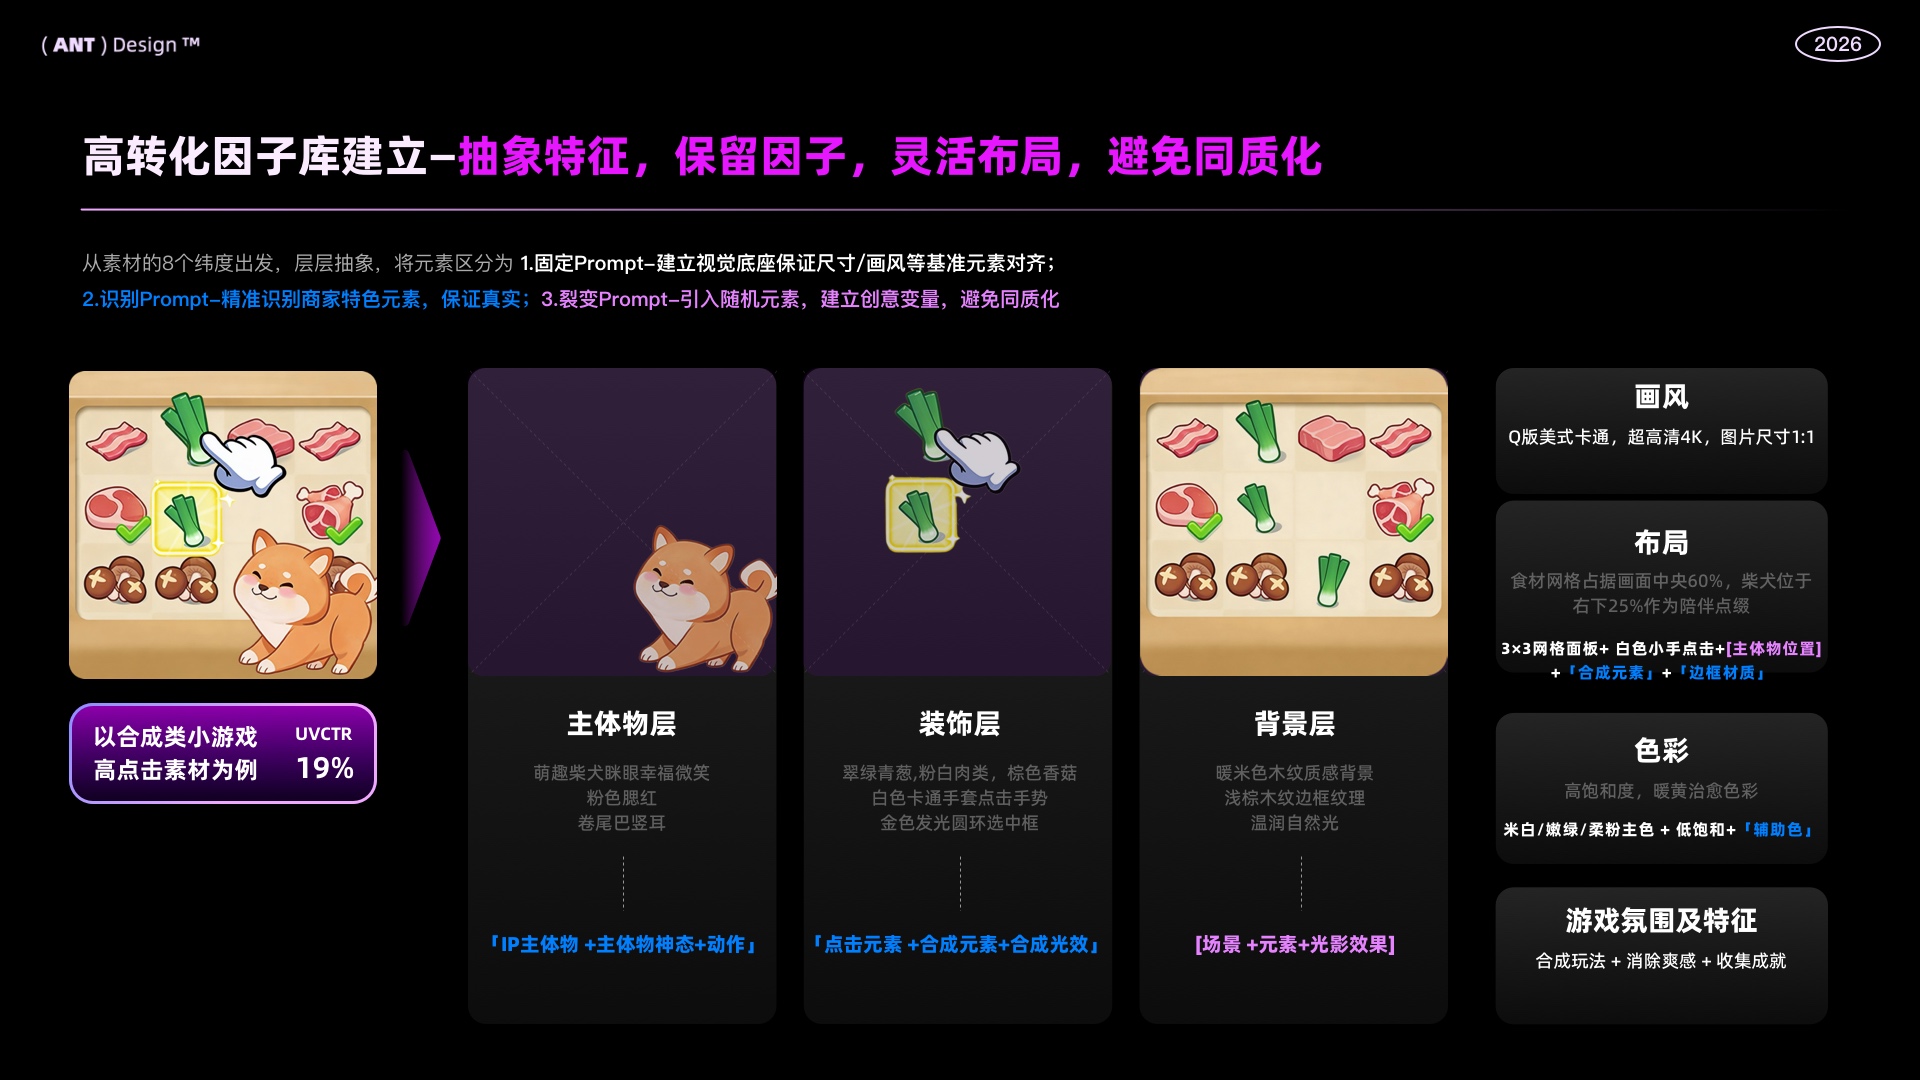 ( ANT ) Design ™
2026
高转化因子库建立–抽象特征，保留因子，灵活布局，避免同质化
从素材的8个纬度出发，层层抽象，将元素区分为 1.固定Prompt–建立视觉底座保证尺寸/画风等基准元素对齐；
2.识别Prompt–精准识别商家特色元素，保证真实；3.裂变Prompt–引入随机元素，建立创意变量，避免同质化
以合成类小游戏
高点击素材为例
UVCTR
19%
主体物层
萌趣柴犬眯眼幸福微笑
粉色腮红
卷尾巴竖耳
「IP主体物 +主体物神态+动作」
装饰层
翠绿青葱,粉白肉类，棕色香菇
白色卡通手套点击手势
金色发光圆环选中框
「点击元素 +合成元素+合成光效」
背景层
暖米色木纹质感背景
浅棕木纹边框纹理
温润自然光
[场景 +元素+光影效果]
画风
Q版美式卡通，超高清4K，图片尺寸1:1
布局
食材网格占据画面中央60%，柴犬位于
右下25%作为陪伴点缀
3×3网格面板+ 白色小手点击+[主体物位置]
+「合成元素」+「边框材质」
色彩
高饱和度，暖黄治愈色彩
米白/嫩绿/柔粉主色 + 低饱和+「辅助色」
游戏氛围及特征
合成玩法 + 消除爽感 + 收集成就